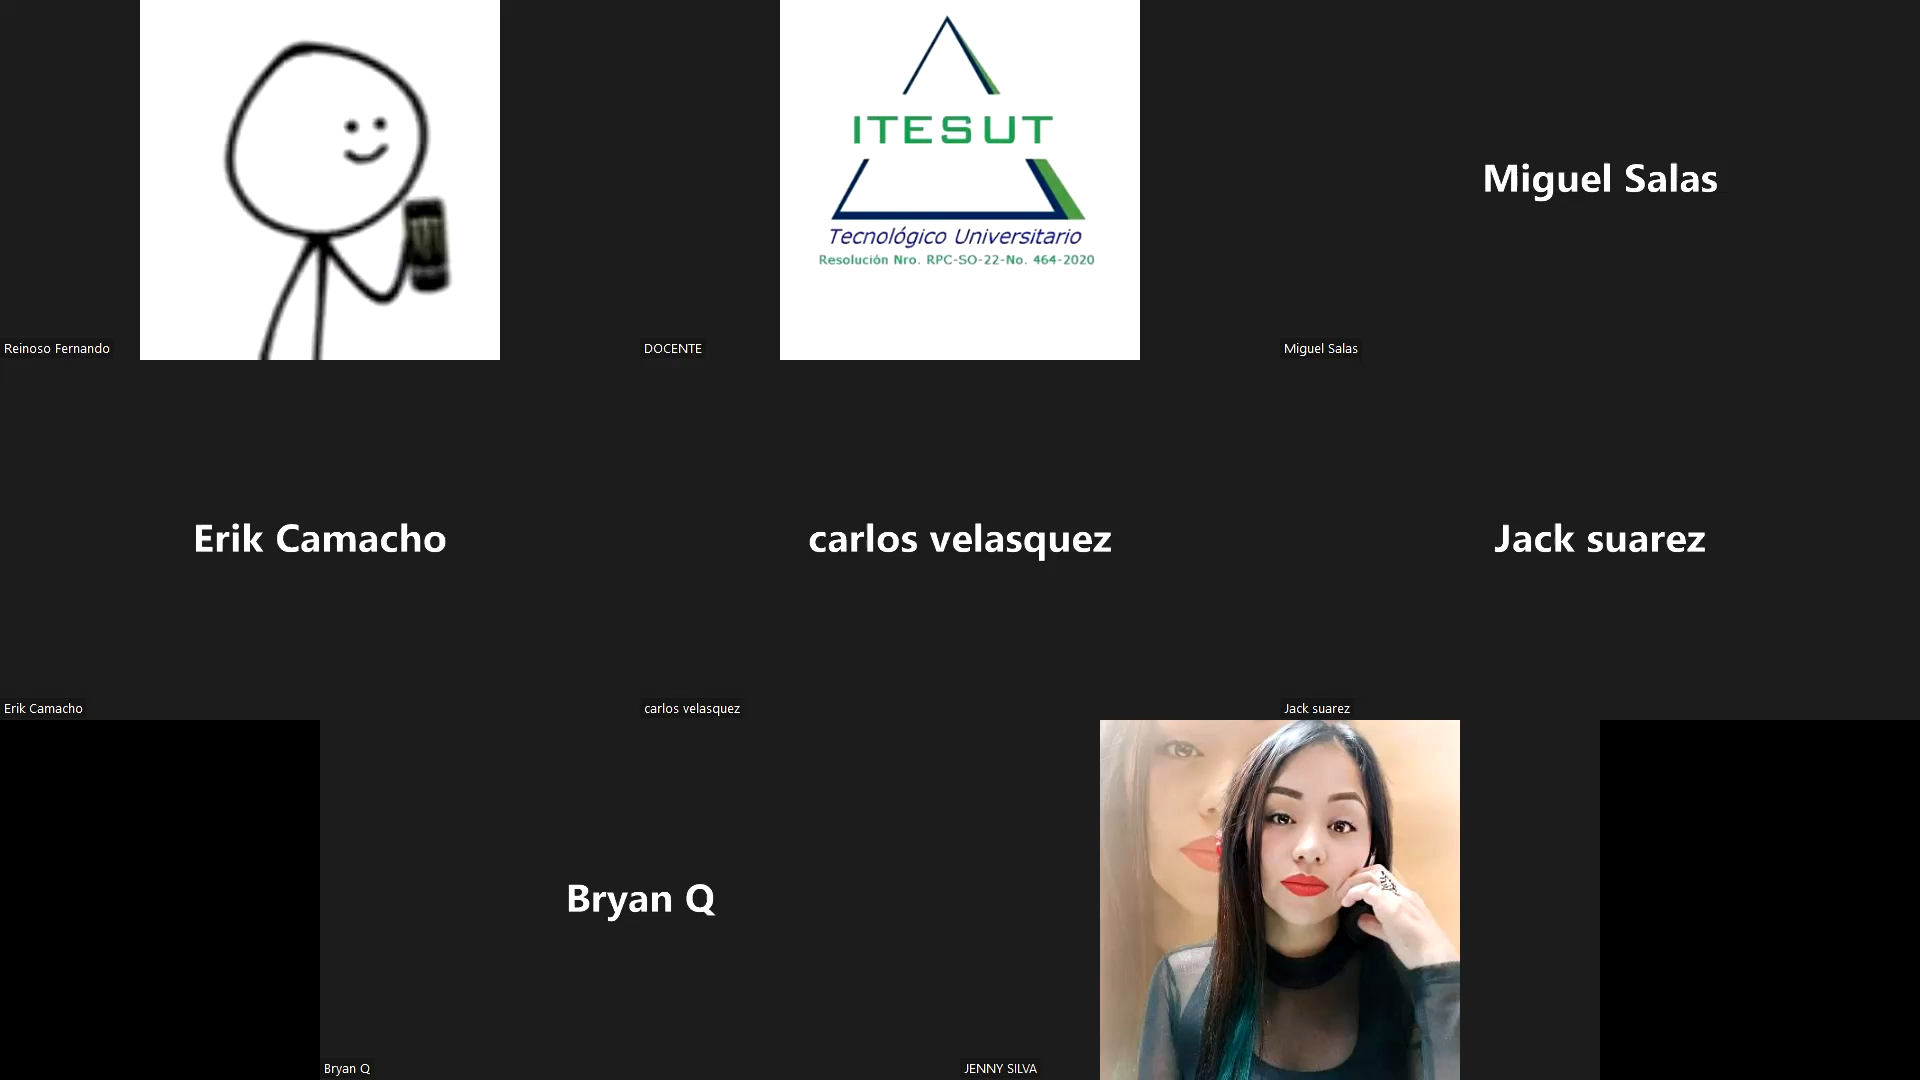 ITESUT
Tecnológico Universitario
Resolución Nro. RPC-SO-22-No. 464-2020
Miguel Salas
Reinoso Fernando
DOCENTE
Miguel Salas
Erik Camacho
carlos velasquez
Jack suarez
Erik Camacho
carlos velasquez
Jack suarez
Bryan Q
Bryan Q
JENNY SILVA